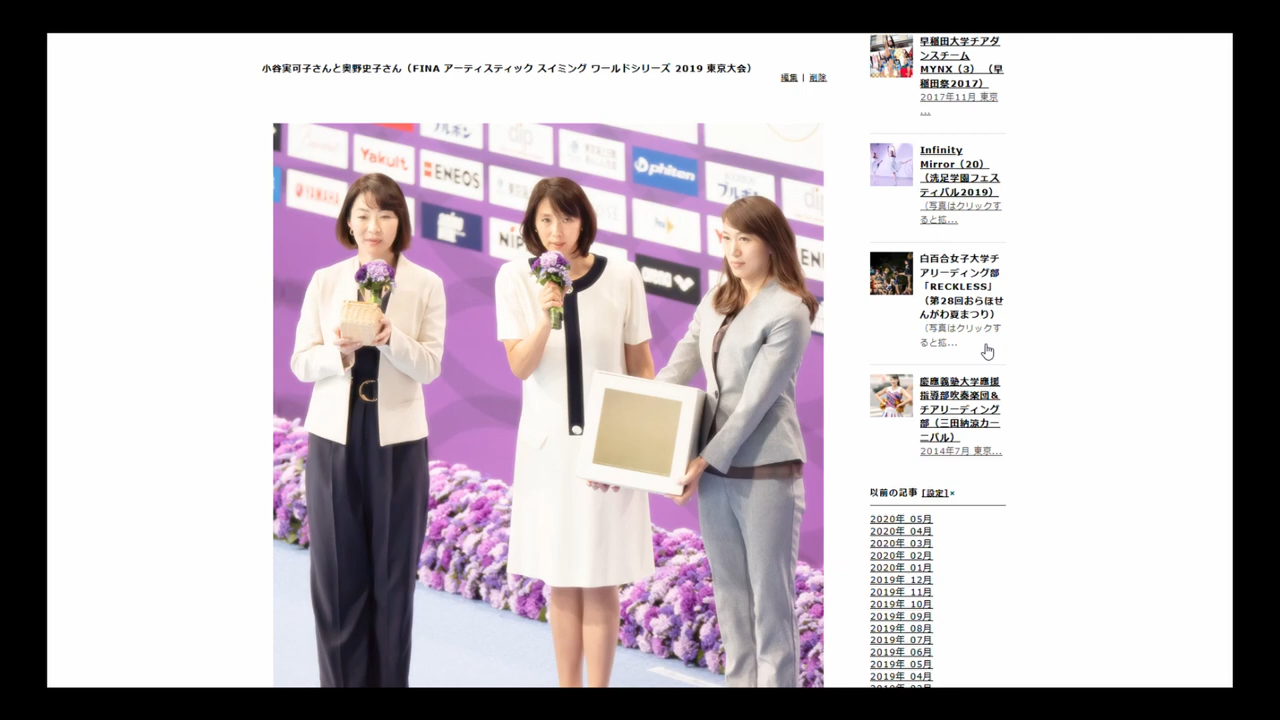 小谷実可子さんと奥野史子さん（FINA アーティスティック スイミング ワールドシリーズ 2019 東京大会）
編集 | 削除
ブルボン
dip
Yakult
ENEOS
phiten
ブルボン
dip
YAMAHA
NIP
EN
早稲田大学チアダ
ンスチーム
MYNX（3）（早
稲田祭2017）
2017年11月 東京
...
Infinity
Mirror（20）
（洗足学園フェス
ティバル2019）
（写真はクリックす
ると拡...
白百合女子大学チ
アリーディング部
「RECKLESS」
（第28回おらほせ
んがわ夏まつり）
（写真はクリックす
ると拡...
慶應義塾大学應援
指導部吹奏楽団＆
チアリーディング
部（三田納涼カー
ニバル）
2014年7月 東京...
以前の記事 [設定]×
2020年 05月
2020年 04月
2020年 03月
2020年 02月
2020年 01月
2019年 12月
2019年 11月
2019年 10月
2019年 09月
2019年 08月
2019年 07月
2019年 06月
2019年 05月
2019年 04月